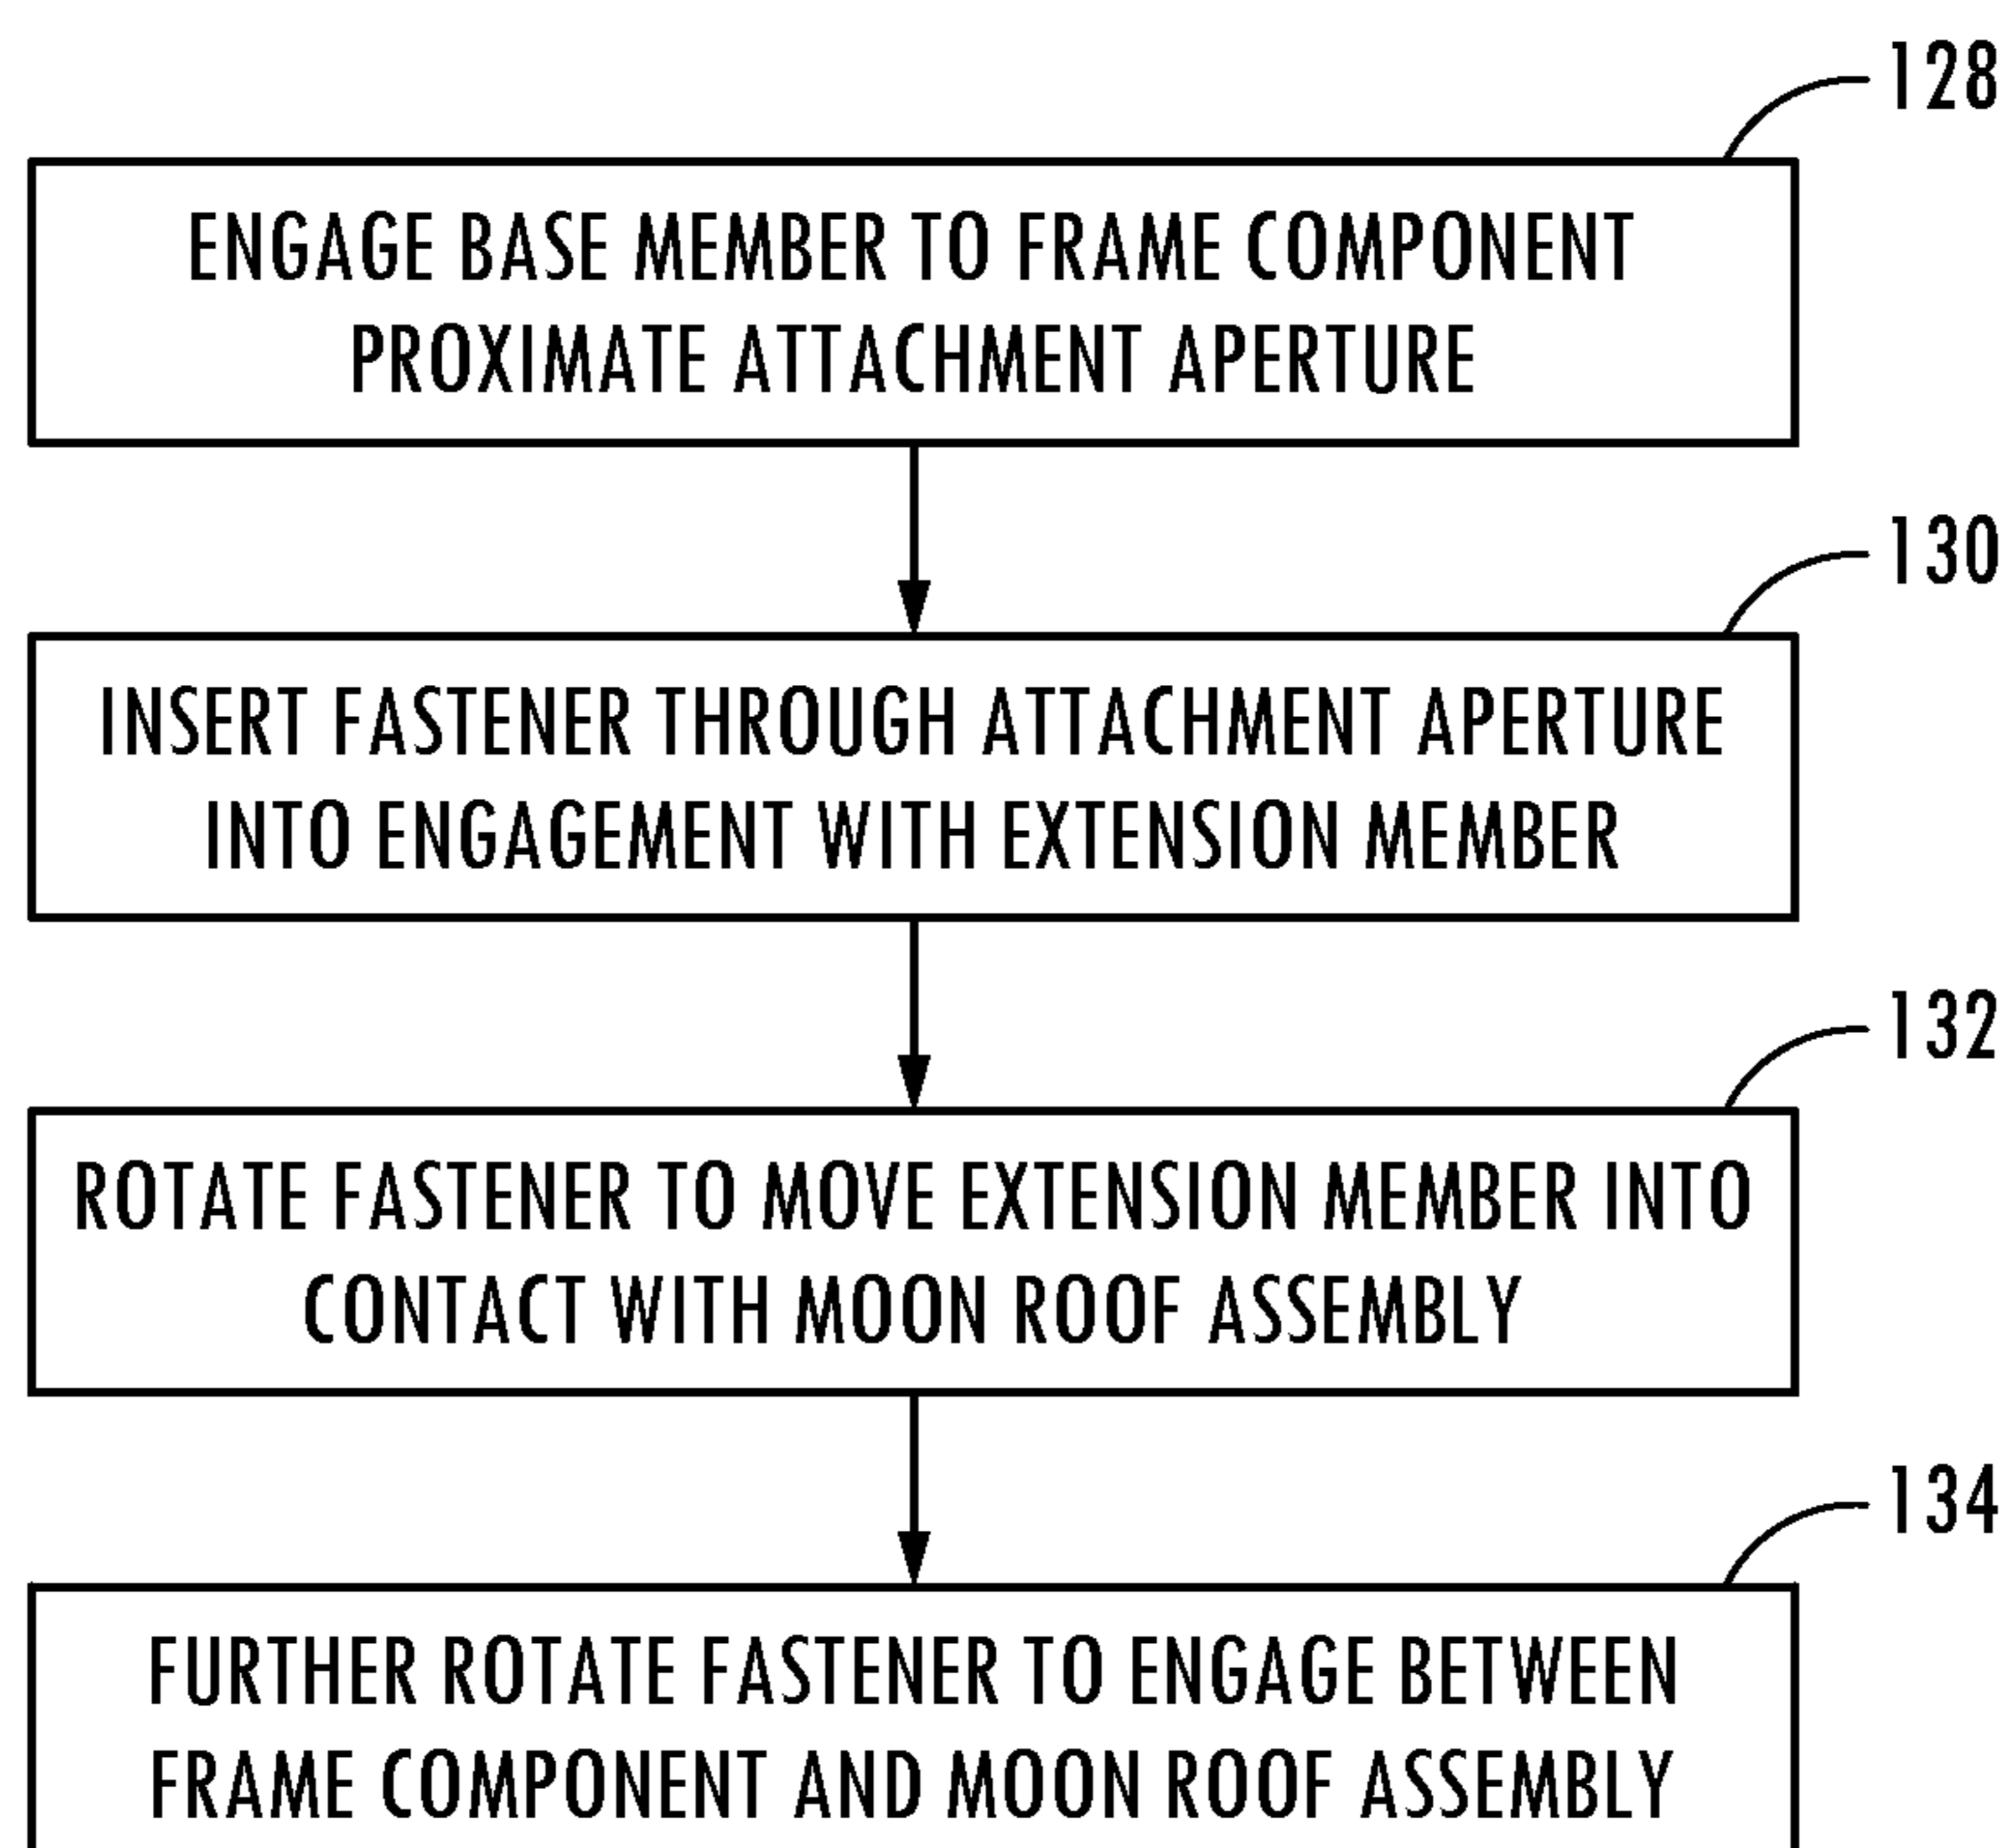 128
ENGAGE BASE MEMBER TO FRAME COMPONENT
PROXIMATE ATTACHMENT APERTURE
130
INSERT FASTENER THROUGH ATTACHMENT APERTURE
INTO ENGAGEMENT WITH EXTENSION MEMBER
132
ROTATE FASTENER TO MOVE EXTENSION MEMBER INTO
CONTACT WITH MOON ROOF ASSEMBLY
134
FURTHER ROTATE FASTENER TO ENGAGE BETWEEN
FRAME COMPONENT AND MOON ROOF ASSEMBLY